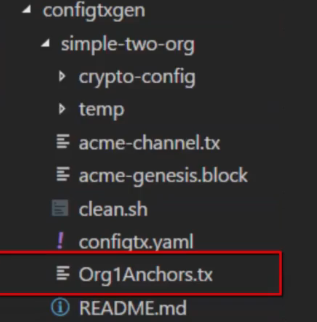 configtxgen
simple-two-org
crypto-config
temp
acme-channel.tx
acme-genesis.block
clean.sh
configtx.yaml
Org1Anchors.tx
README.md